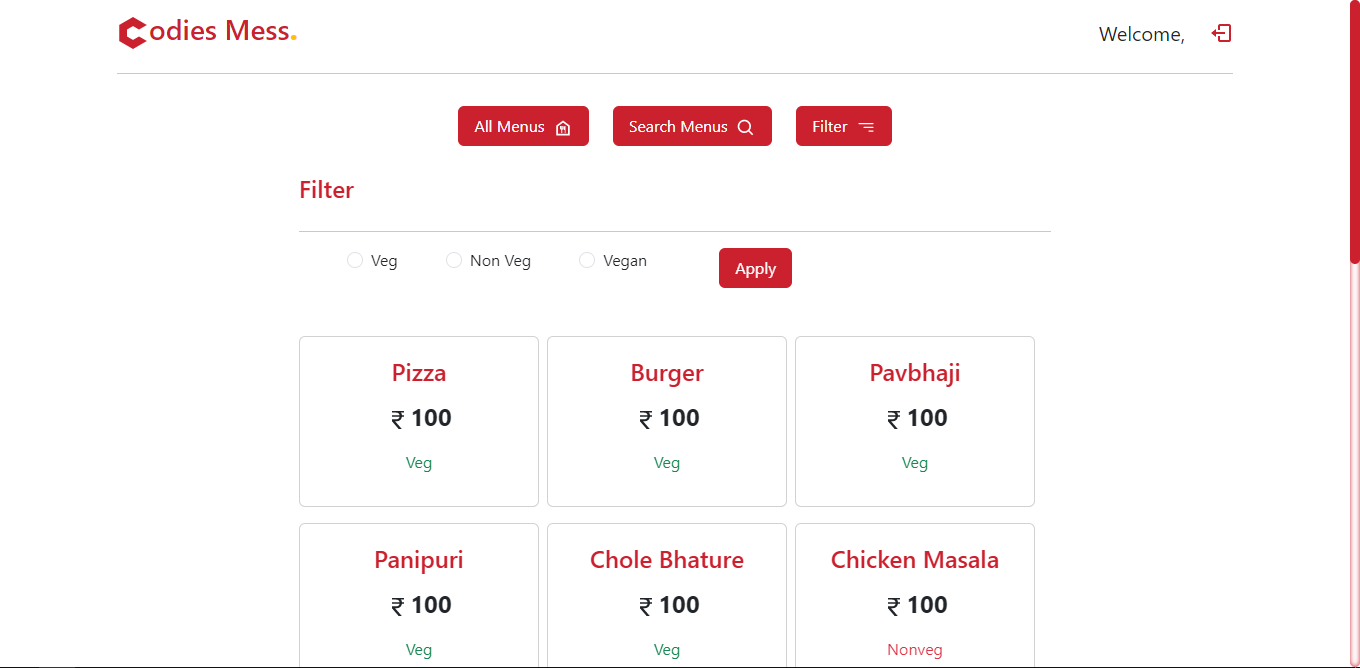 Codies Mess.
Welcome,
All Menus
Search Menus
Filter
Filter
Veg
Non Veg
Vegan
Apply
Pizza
₹ 100
Veg
Burger
₹ 100
Veg
Pavbhaji
₹ 100
Veg
Panipuri
₹ 100
Veg
Chole Bhature
₹ 100
Veg
Chicken Masala
₹ 100
Nonveg